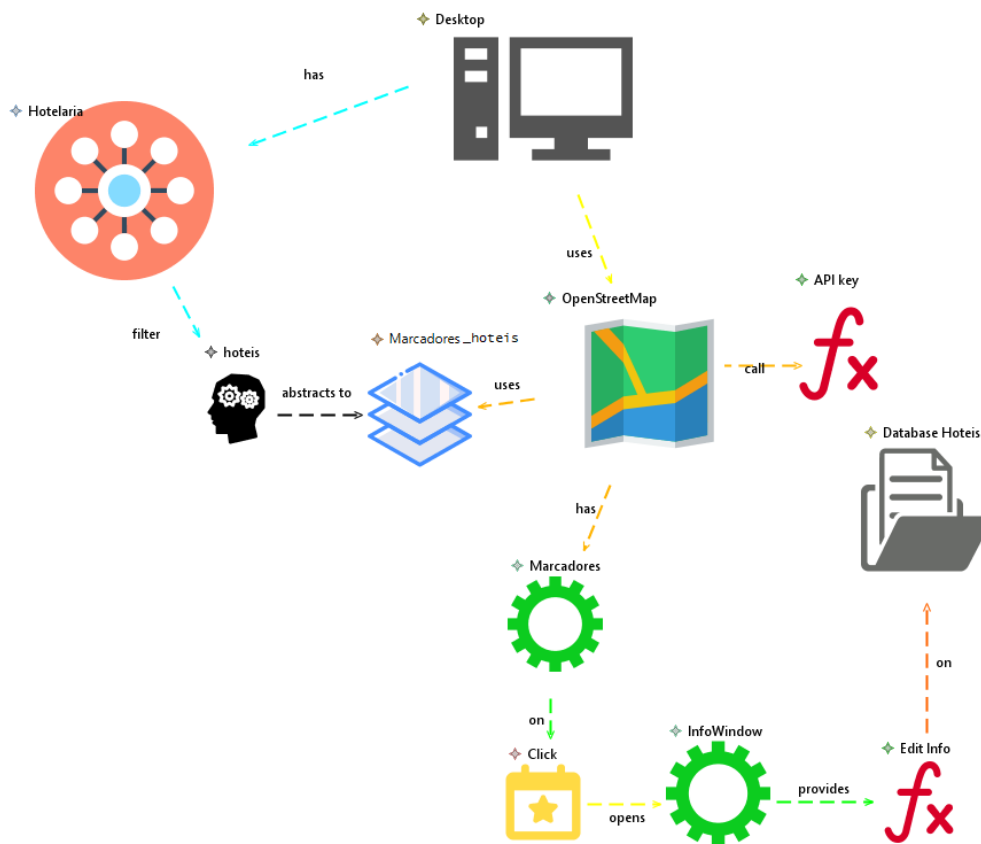 Desktop
has
Hotelaria
uses
API key
OpenStreetMap
filter
Marcadores_hoteis
hoteis
call
abstracts to
uses
Database Hoteis
has
Marcadores
on
on
InfoWindow
Click
Edit Info
provides
opens